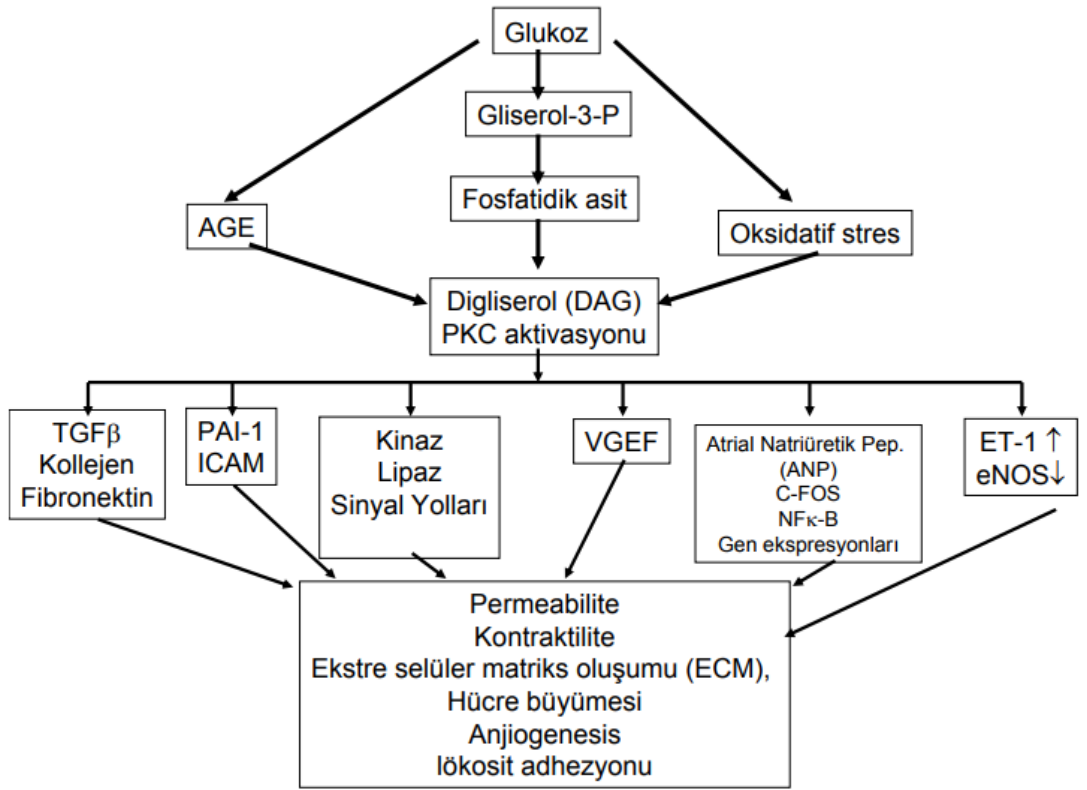 Glukoz
Gliserol-3-P
Fosfatidik asit
AGE
Oksidatif stres
Digliserol (DAG)
PKC aktivasyonu
TGFβ
Kollejen
Fibronektin
PAI-1
ICAM
Kinaz
Lipaz
Sinyal Yolları
VGEF
Atrial Natriüretik Pep.
(ANP)
C-FOS
NFκ-B
Gen ekspresyonları
ET-1 ↑
eNOS↓
Permeabilite
Kontraktilite
Ekstre selüler matriks oluşumu (ECM),
Hücre büyümesi
Anjiogenesis
lökosit adhezyonu